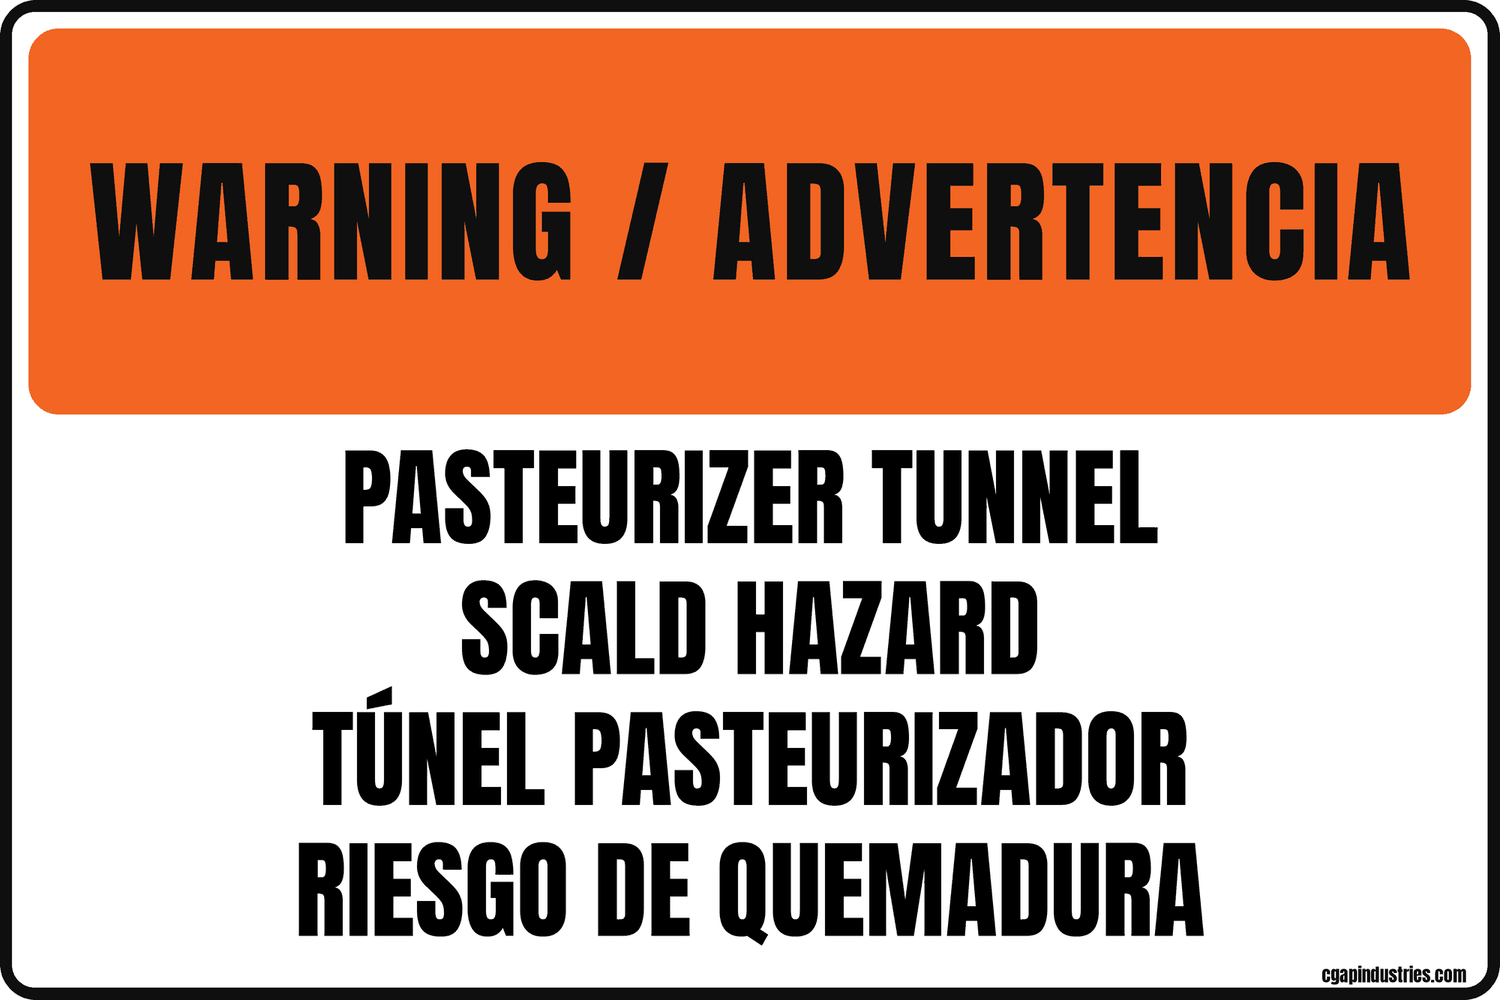 WARNING / ADVERTENCIA
PASTEURIZER TUNNEL
SCALD HAZARD
TÚNEL PASTEURIZADOR
RIESGO DE QUEMADURA
cgapindustries.com